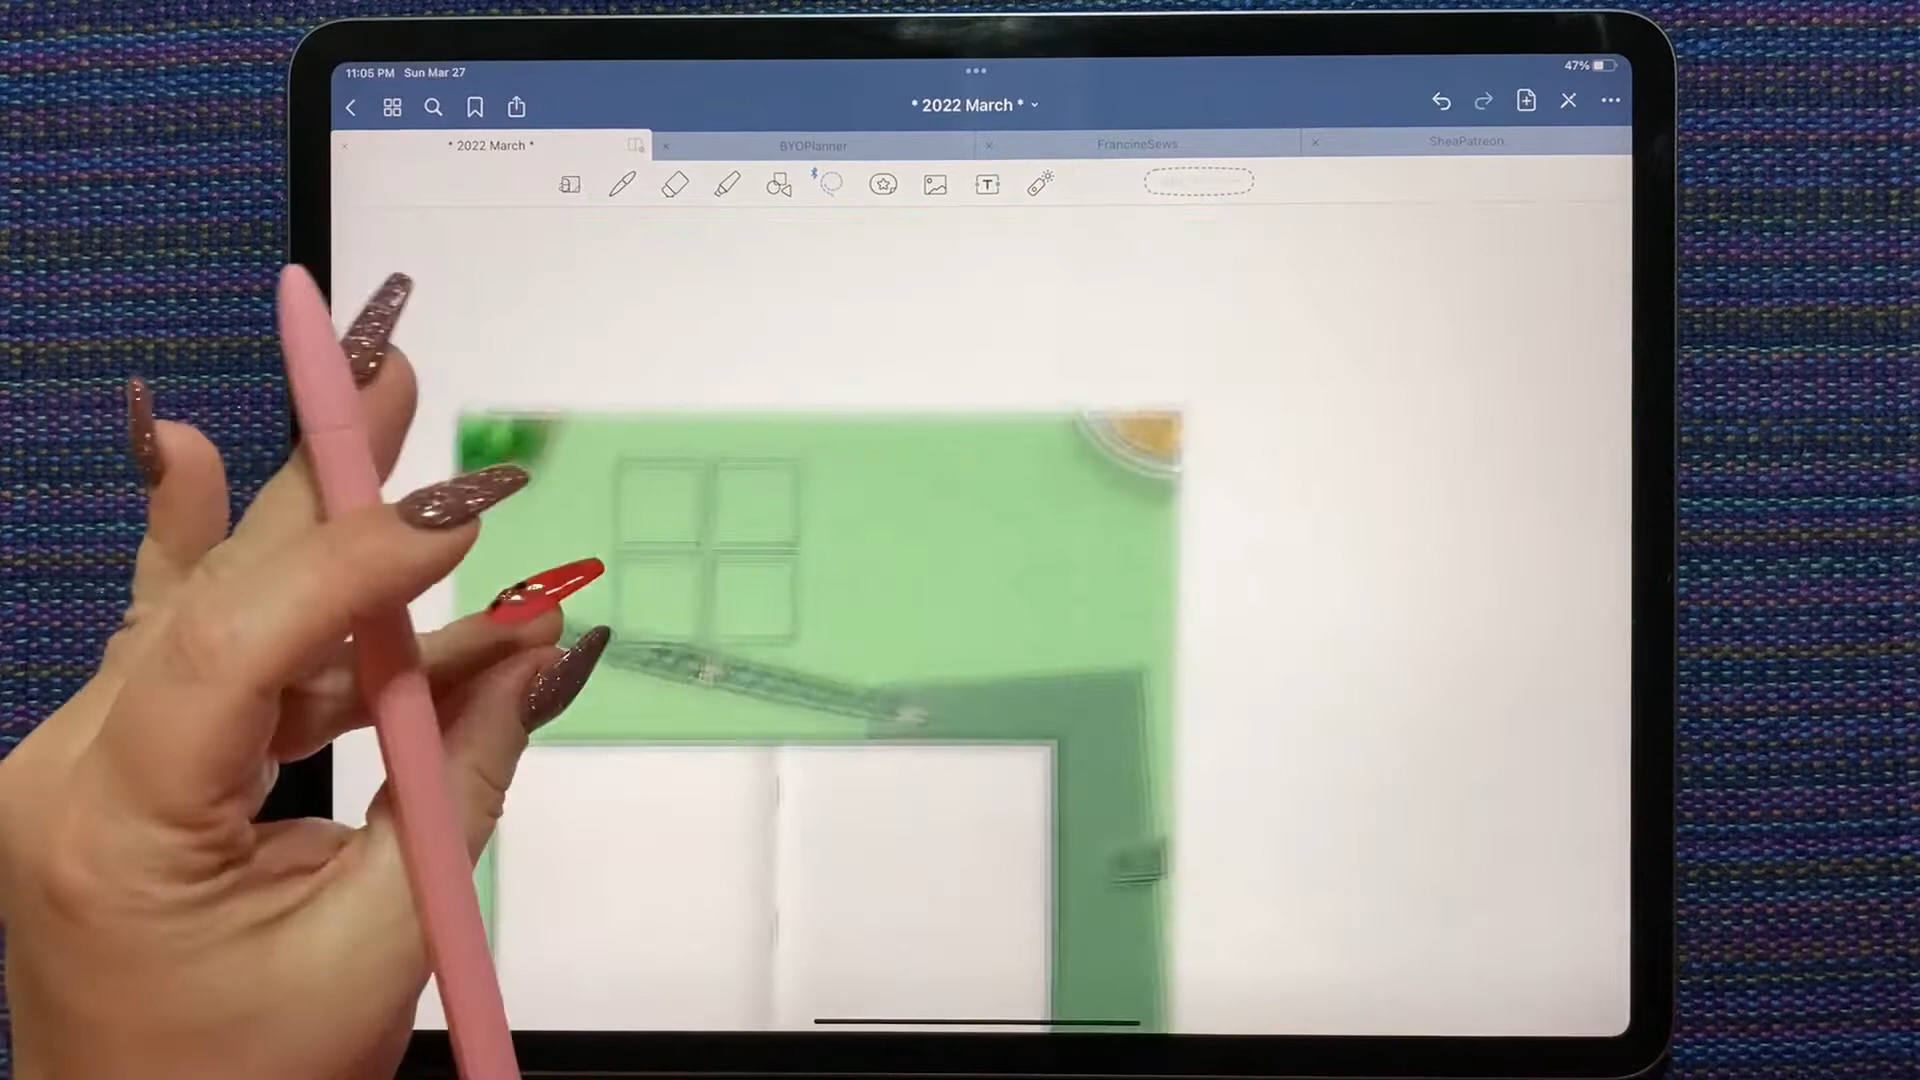 11:05 PM Sun Mar 27
47%
* 2022 March *
* 2022 March *
BYOPlanner
FrancineSews
SheaPatreon
T